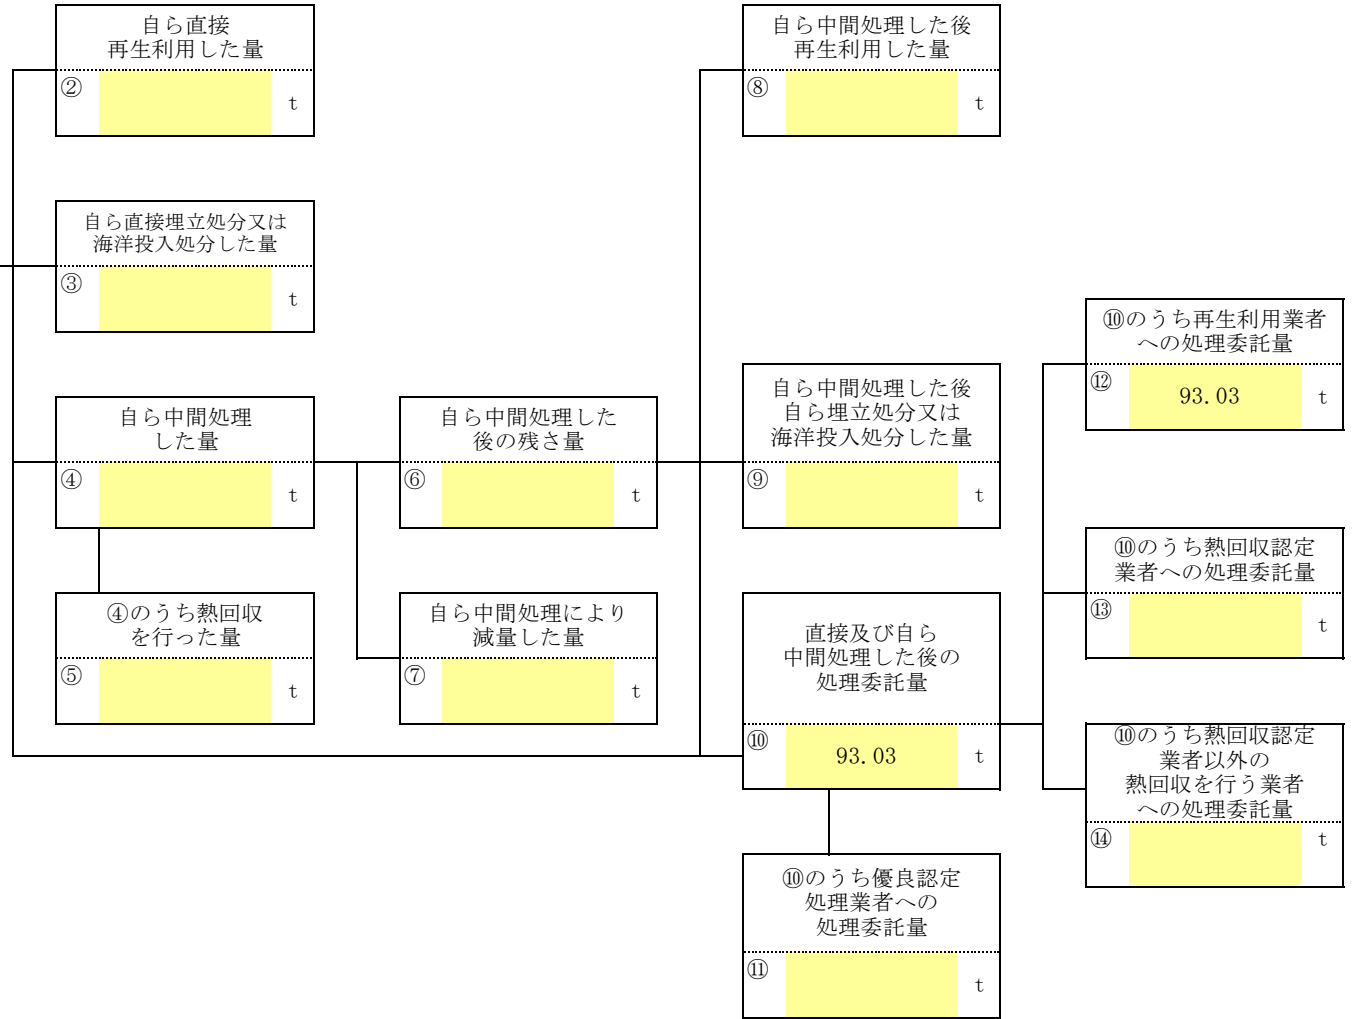 自ら直接
再生利用した量
②
t
自ら中間処理した後
再生利用した量
⑧
t
自ら直接埋立処分又は
海洋投入処分した量
③
t
⑩のうち再生利用業者
への処理委託量
⑫
93.03
t
自ら中間処理
した量
④
t
自ら中間処理した
後の残さ量
⑥
t
自ら中間処理した後
自ら埋立処分又は
海洋投入処分した量
⑨
t
⑩のうち熱回収認定
業者への処理委託量
⑬
t
④のうち熱回収
を行った量
⑤
t
自ら中間処理により
減量した量
⑦
t
直接及び自ら
中間処理した後の
処理委託量
⑩
93.03
t
⑩のうち熱回収認定
業者以外の
熱回収を行う業者
への処理委託量
⑭
t
⑩のうち優良認定
処理業者への
処理委託量
⑪
t